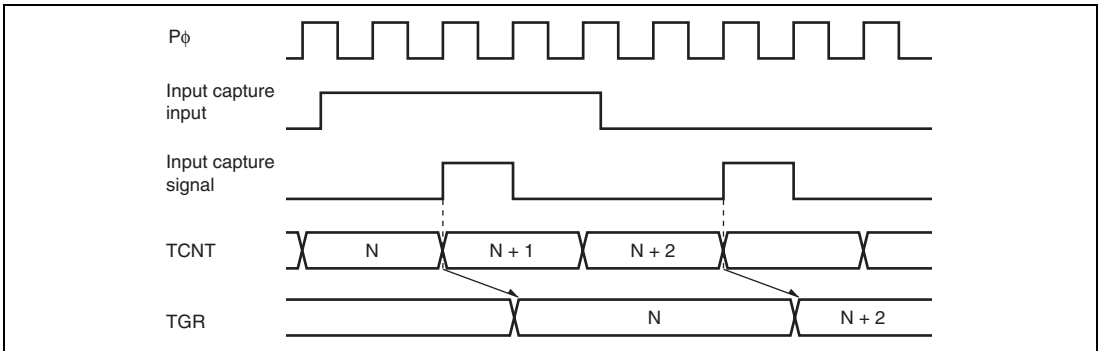 Pϕ
Input capture
input
Input capture
signal
TCNT
N
N + 1
N + 2
TGR
N
N + 2